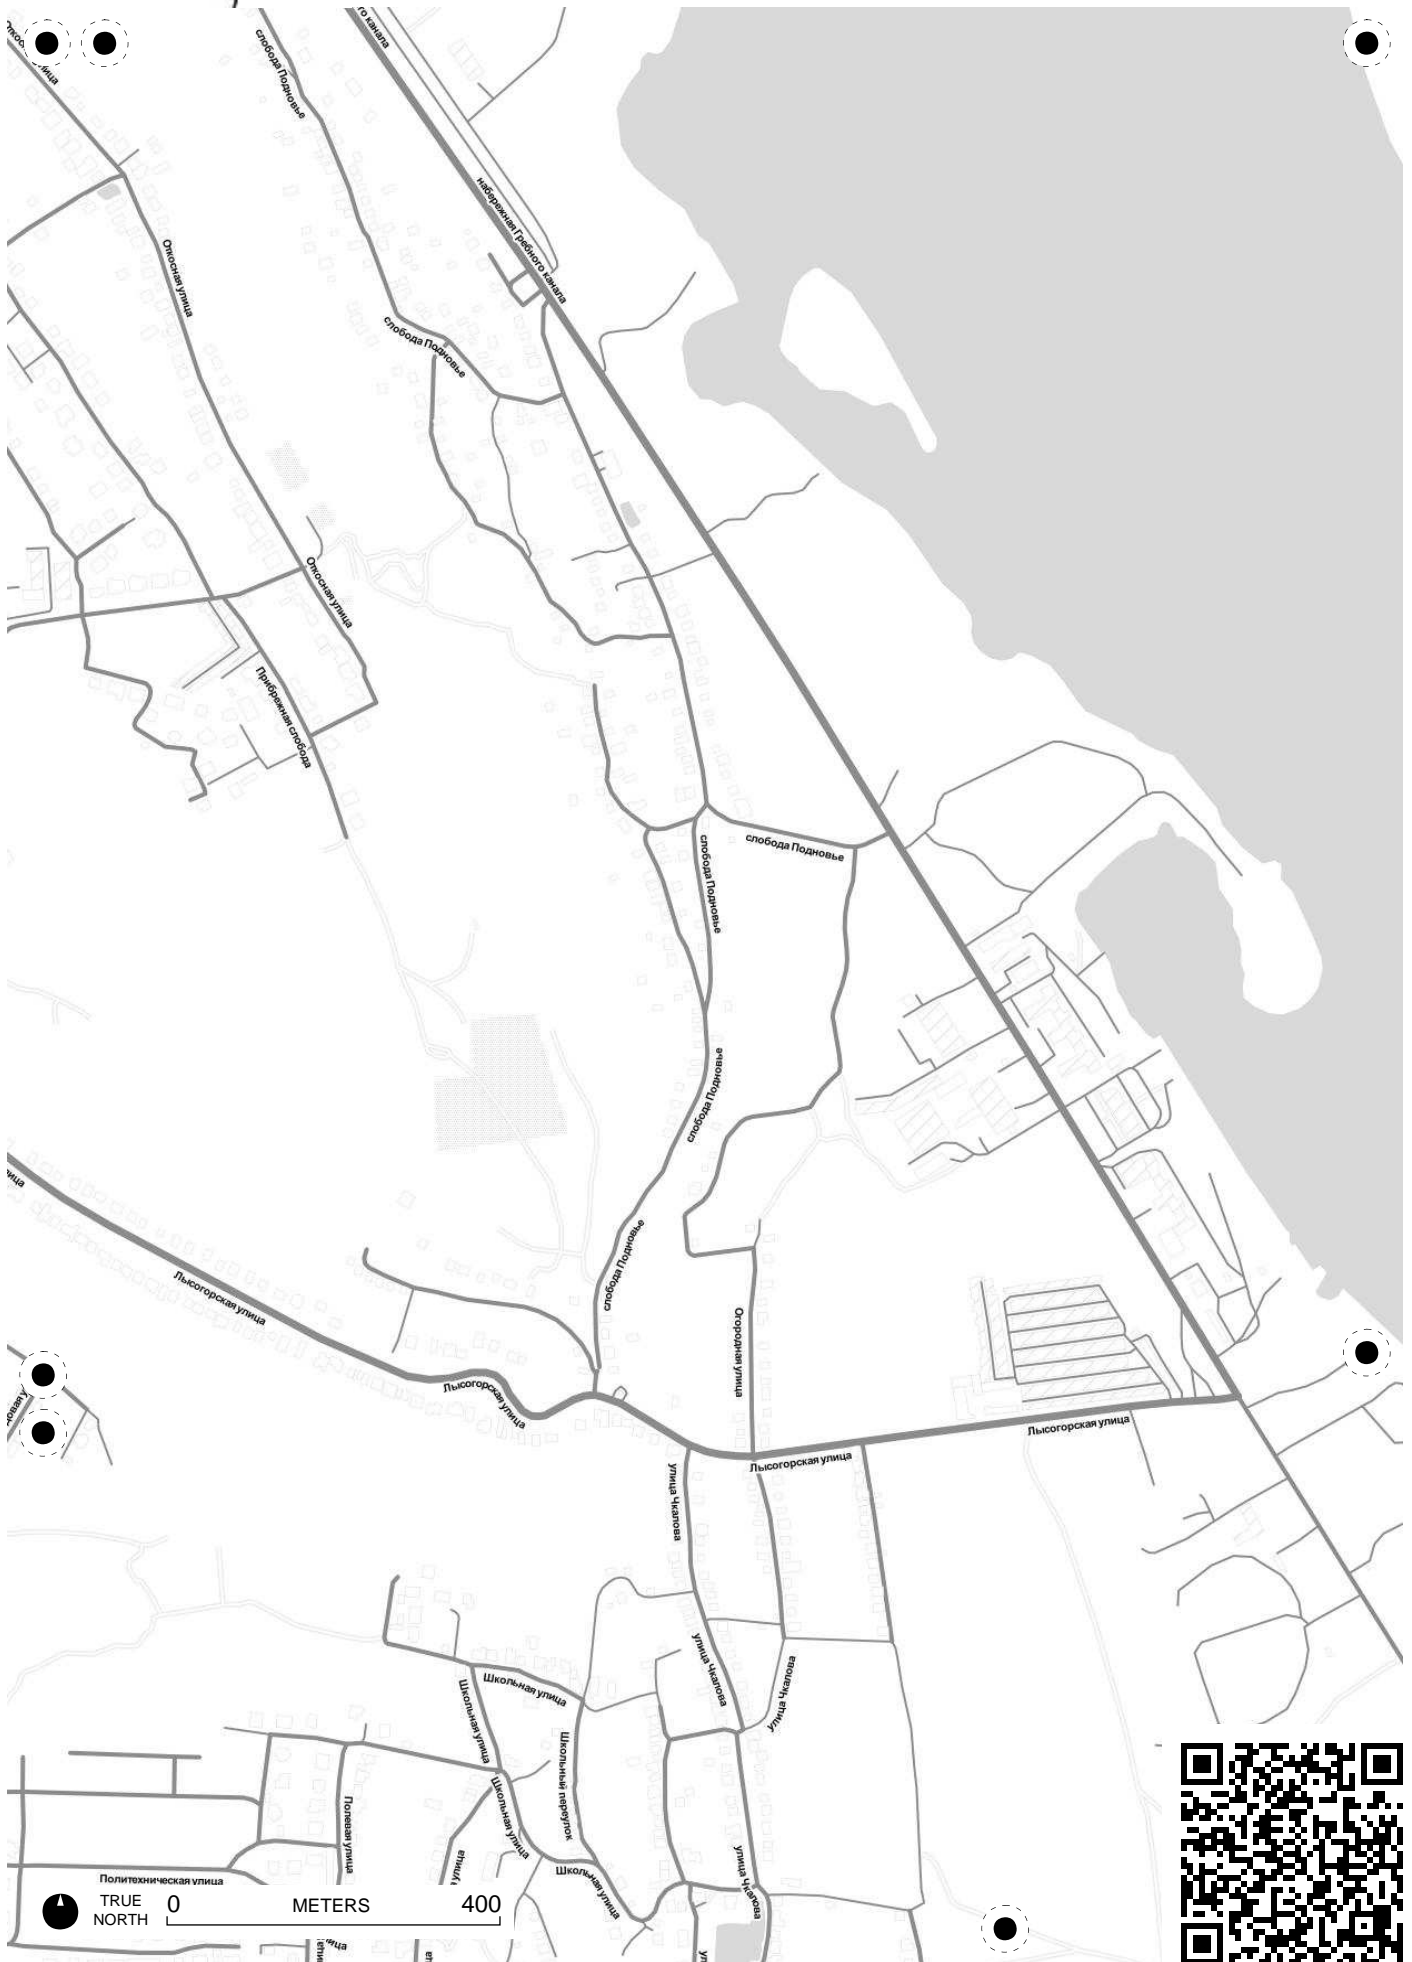 слобода Подновье
набережная Гребного канала
Откосная улица
слобода Подновье
Откосная улица
Прибрежная слобода
слобода Подновье
слобода Подновье
слобода Подновье
слобода Подновье
Лысогорская улица
Огородная улица
Лысогорская улица
Лысогорская улица
Лысогорская улица
улица Чкалова
улица Чкалова
улица Чкалова
Школьная улица
Школьная улица
Школьный переулок
Школьная улица
Полевая улица
улица Чкалова
Школьная улица
Политехническая улица
TRUE
NORTH
0 METERS 400